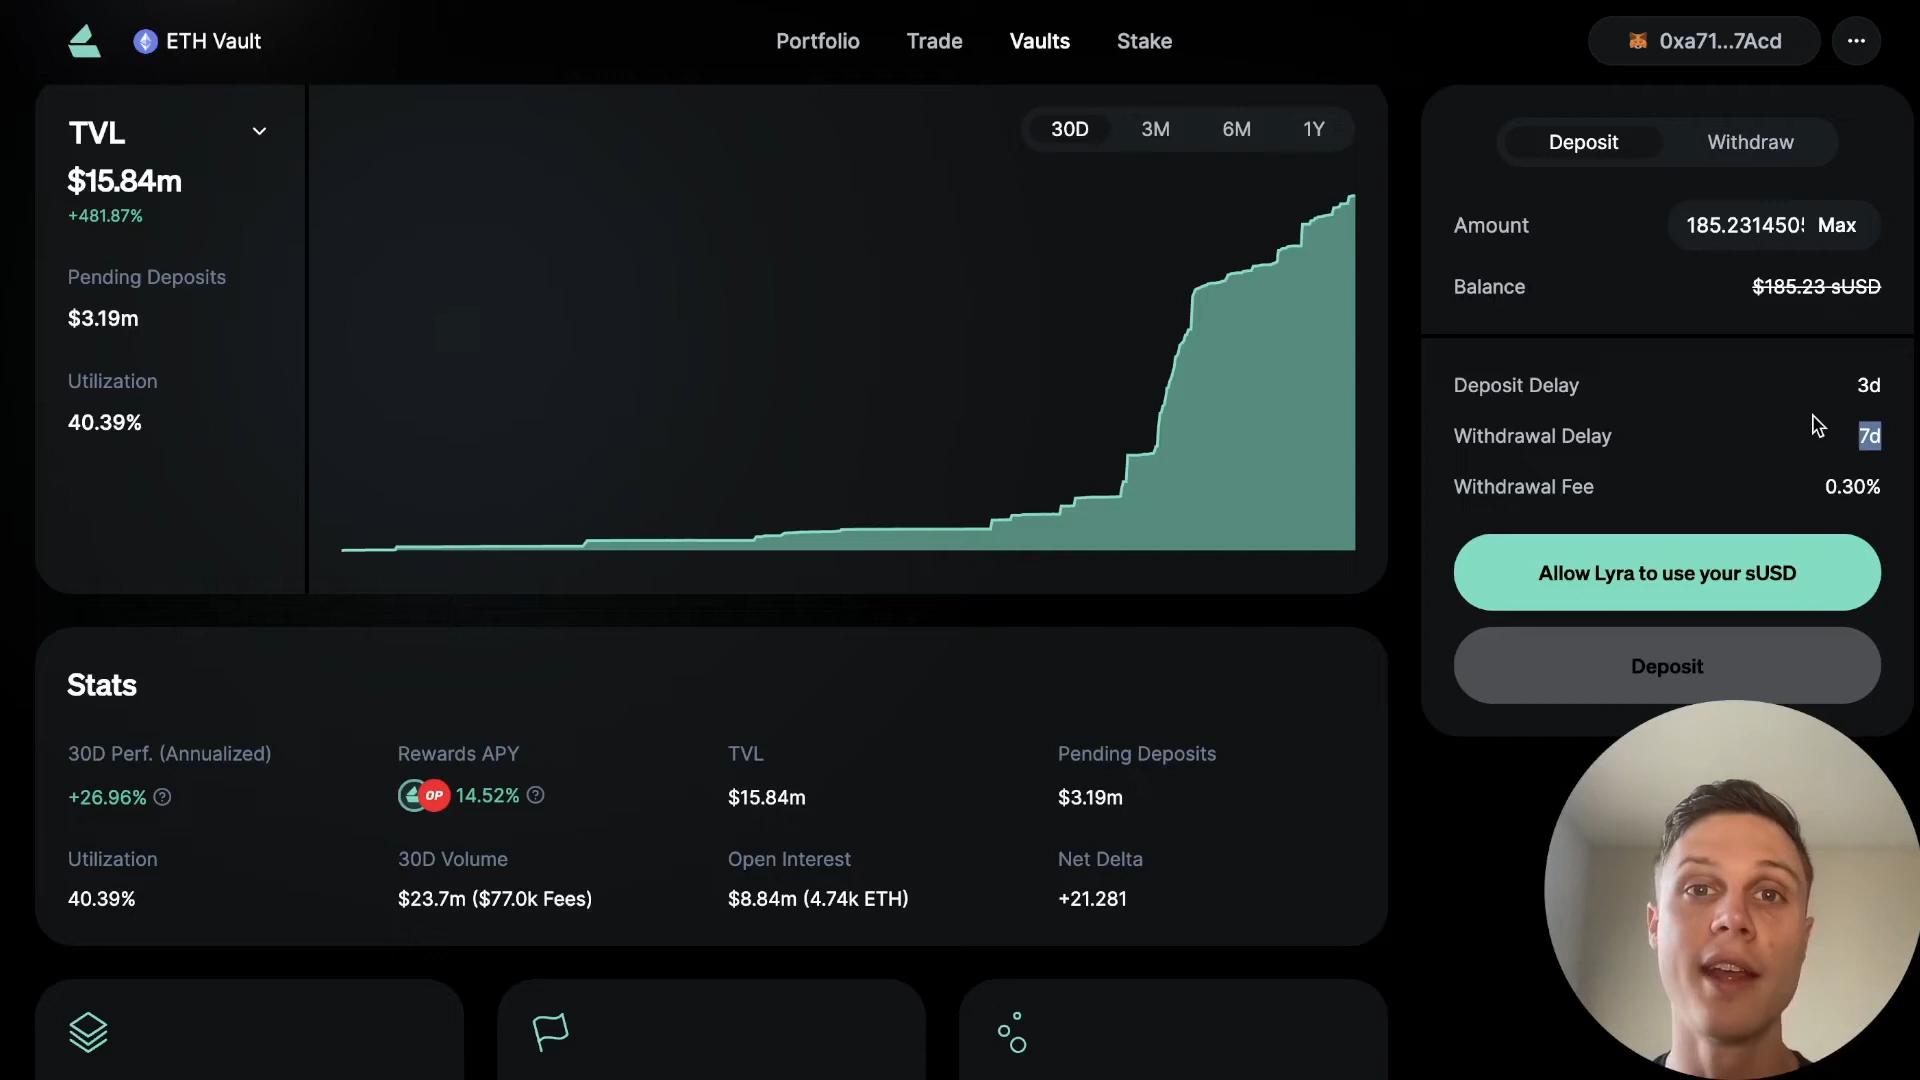 ETH Vault
Portfolio
Trade
Vaults
Stake
0xa71...7Acd
TVL
$15.84m
+481.87%
Pending Deposits
$3.19m
Utilization
40.39%
30D
3M
6M
1Y
Deposit
Withdraw
Amount
185.2314505
Max
Balance
$185.23 sUSD
Deposit Delay
3d
Withdrawal Delay
7d
Withdrawal Fee
0.30%
Allow Lyra to use your sUSD
Deposit
Stats
30D Perf. (Annualized)
Rewards APY
TVL
Pending Deposits
+26.96%
OP
14.52%
$15.84m
$3.19m
Utilization
30D Volume
Open Interest
Net Delta
40.39%
$23.7m ($77.0k Fees)
$8.84m (4.74k ETH)
+21.281